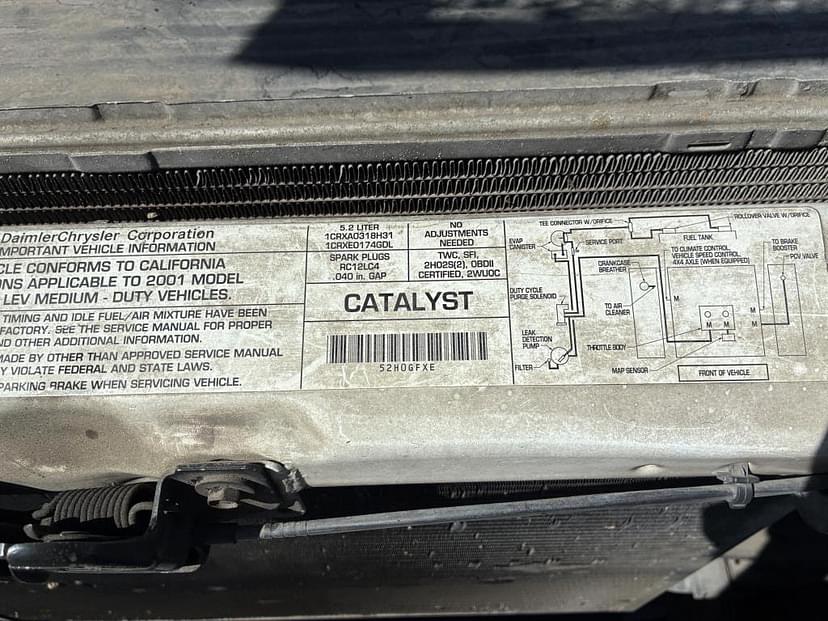 DaimlerChrysler Corporation
IMPORTANT VEHICLE INFORMATION
CLE CONFORMS TO CALIFORNIA
NS APPLICABLE TO 2001 MODEL
LEV MEDIUM - DUTY VEHICLES.
TIMING AND IDLE FUEL/AIR MIXTURE HAVE BEEN
FACTORY. SEE THE SERVICE MANUAL FOR PROPER
ND OTHER ADDITIONAL INFORMATION.
MADE BY OTHER THAN APPROVED SERVICE MANUAL
Y VIOLATE FEDERAL AND STATE LAWS.
PARKING BRAKE WHEN SERVICING VEHICLE.
5.2 LITER
1CRXA0318H31
1CRXE0174GDL
SPARK PLUGS
RC12LC4
.040 in. GAP
NO
ADJUSTMENTS
NEEDED
TWC, SFI
2HO2S(2), OBDII
CERTIFIED, 2WUOC
CATALYST
52H0GFXE
TEE CONNECTOR W/ORIFICE
ROLLOVER VALVE W/ORIFICE
EVAP
CANISTER
SERVICE PORT
FUEL TANK
CRANKCASE
BREATHER
TO CLIMATE CONTROL
VEHICLE SPEED CONTROL
4X4 AXLE (WHEN EQUIPPED)
TO BRAKE
BOOSTER
PCV VALVE
DUTY CYCLE
PURGE SOLENOID
TO AIR
CLEANER
M
M
M
M
M
LEAK
DETECTION
PUMP
THROTTLE BODY
FILTER
MAP SENSOR
FRONT OF VEHICLE